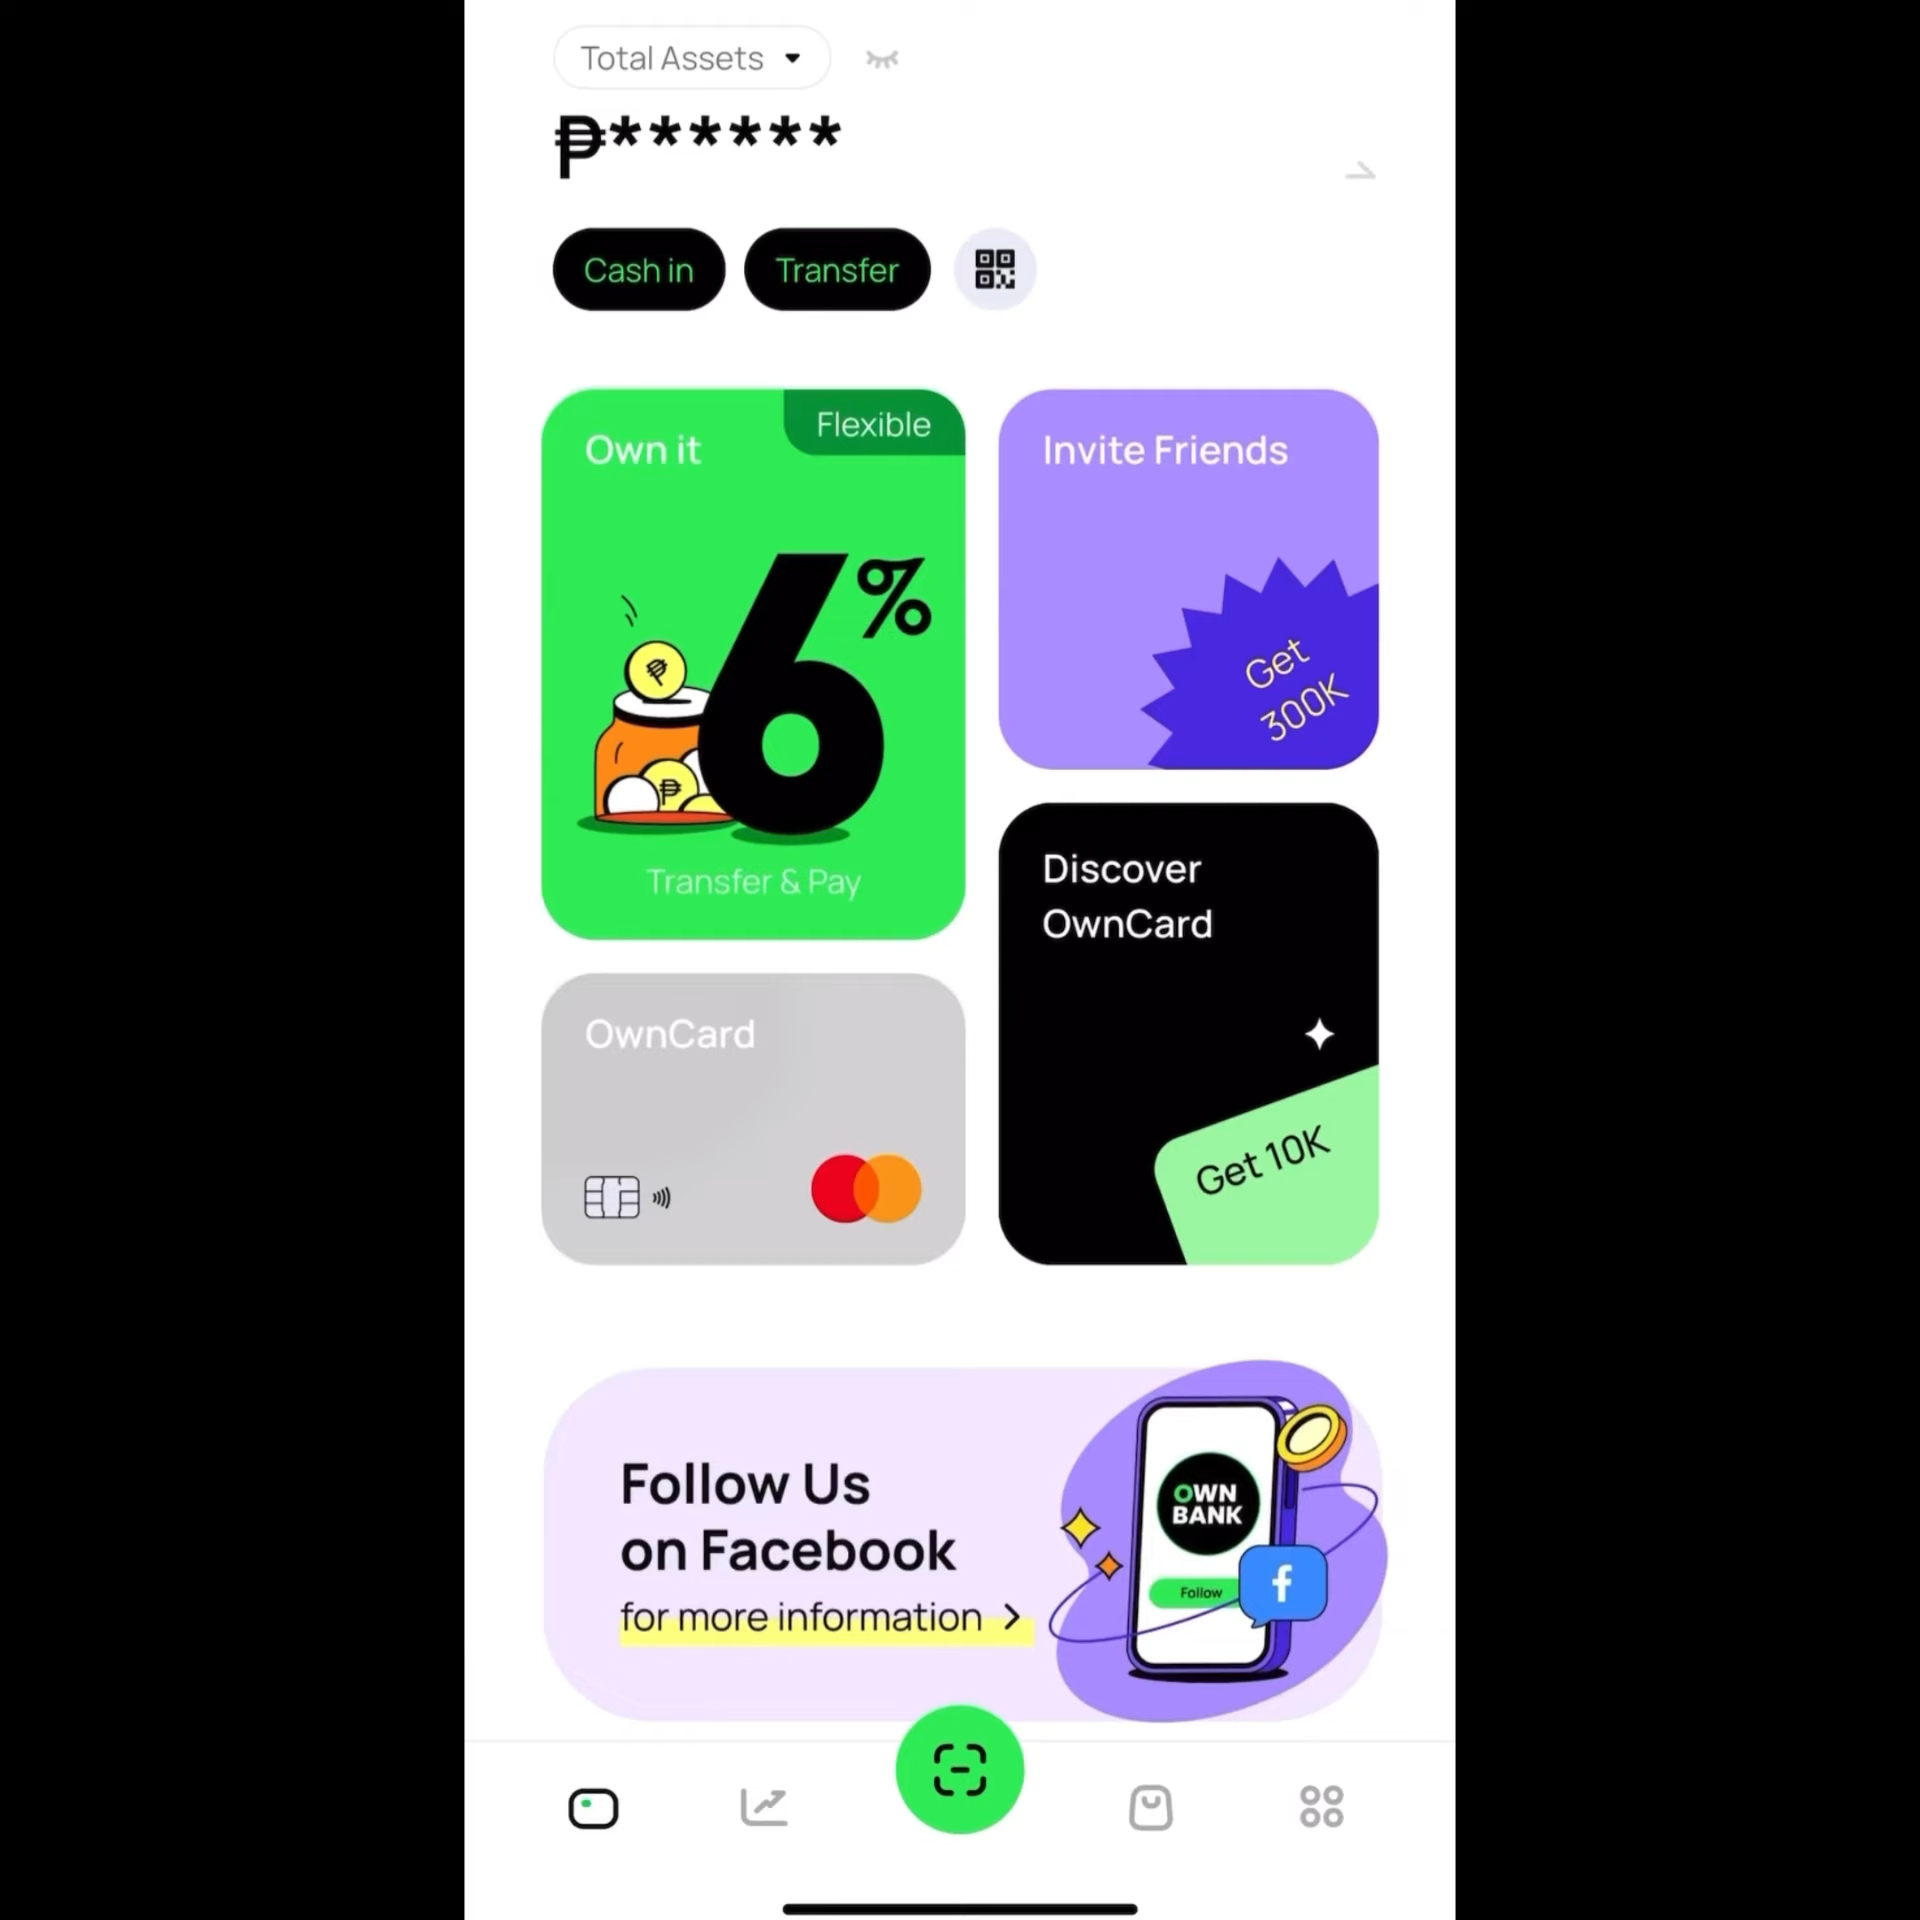 Total Assets
₱******
Cash in
Transfer
Own it
Flexible
6%
Transfer & Pay
Invite Friends
Get
300K
OwnCard
Discover
OwnCard
Get 10K
Follow Us
on Facebook
for more information
OWN
BANK
Follow